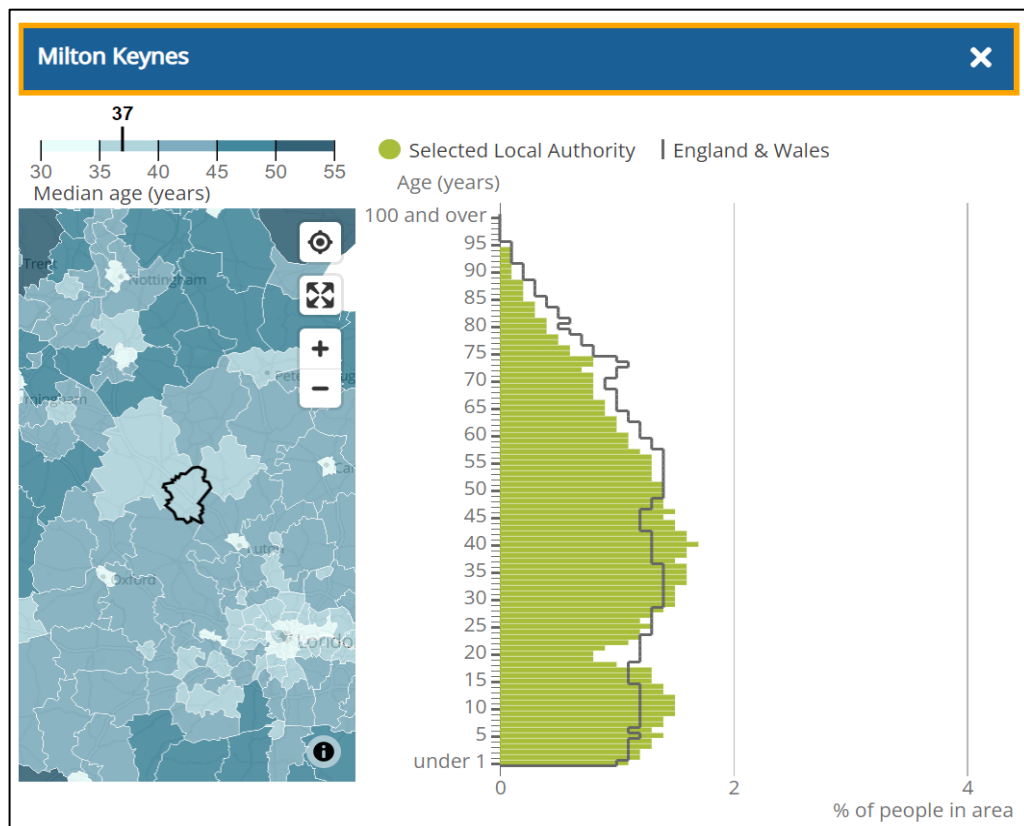 Milton Keynes
37
30 35 40 45 50 55
Median age (years)
Selected Local Authority
England & Wales
Age (years)
100 and over
95
90
85
80
75
70
65
60
55
50
45
40
35
30
25
20
15
10
5
under 1
0 2 4
% of people in area
Trent
Nottingham
Oxford